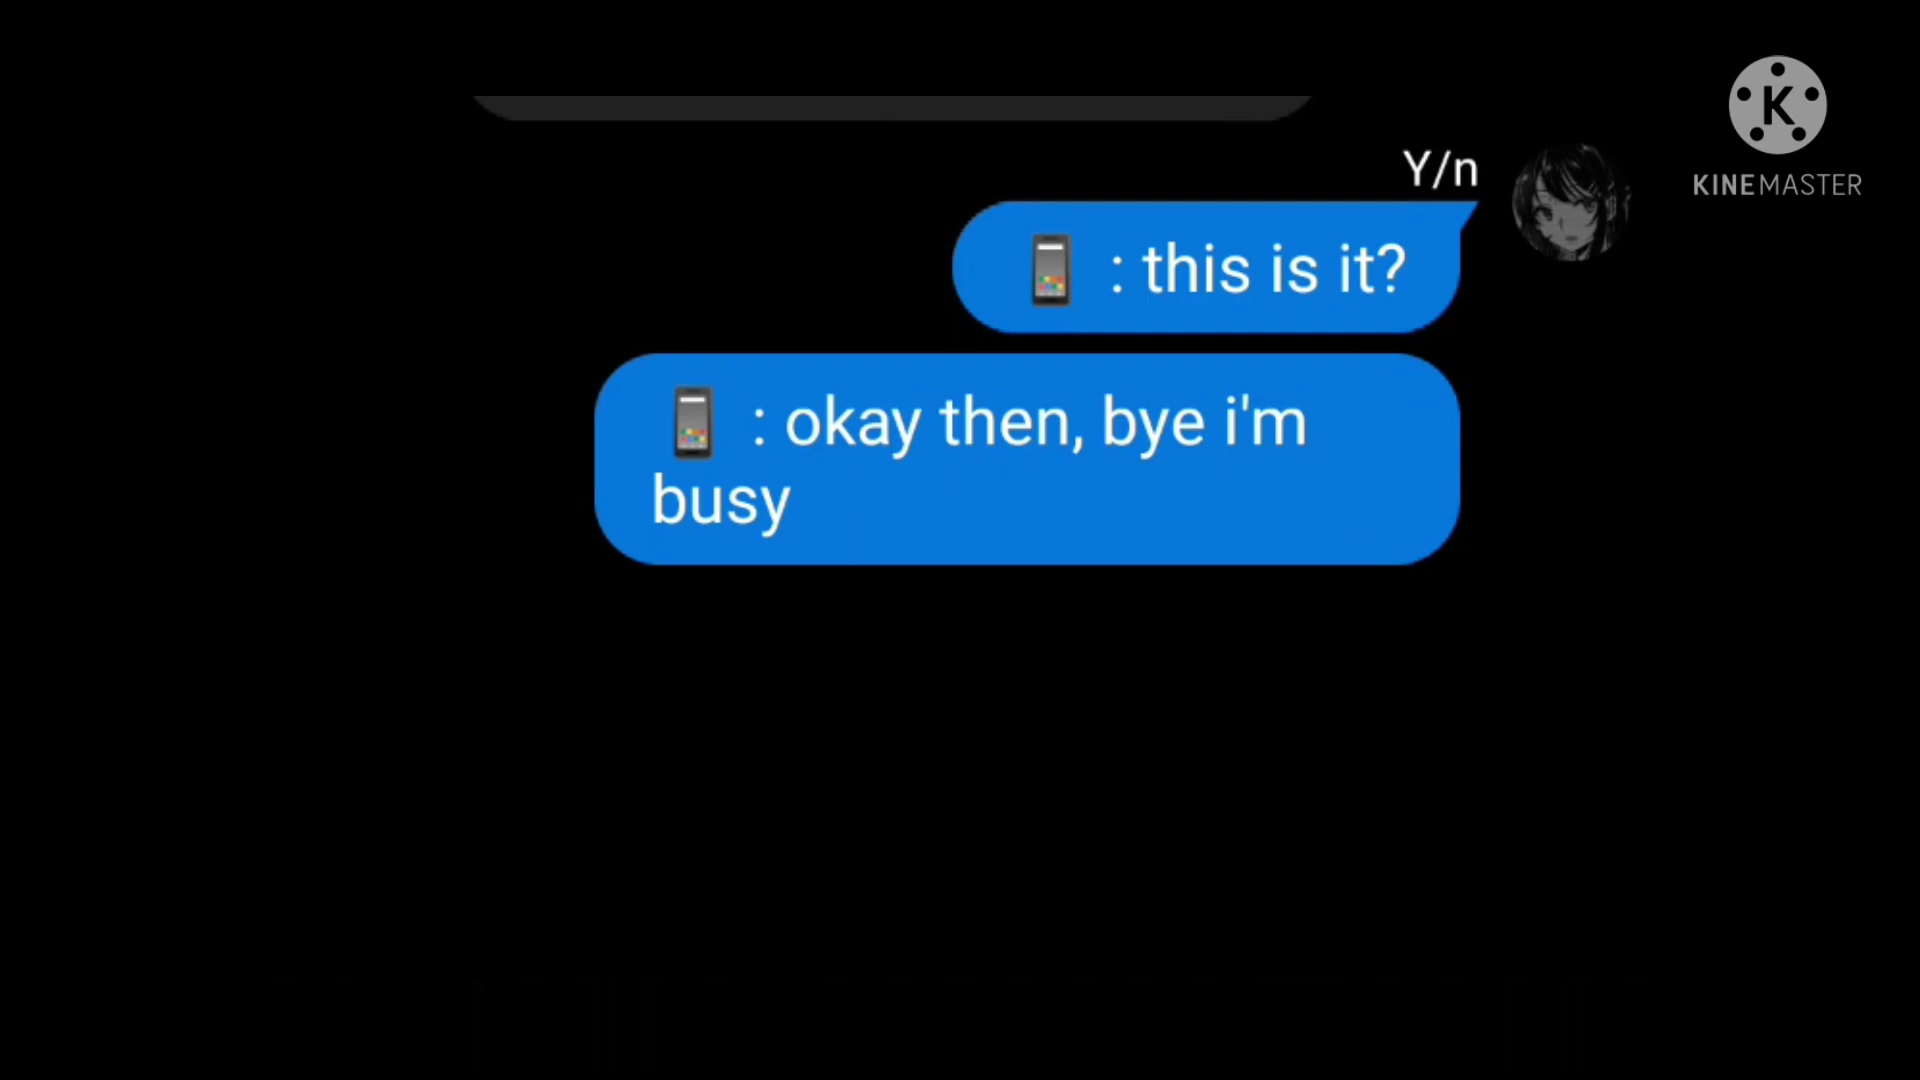 Y/n
📱 : this is it?
📱 : okay then, bye i'm
busy
K
KINEMASTER